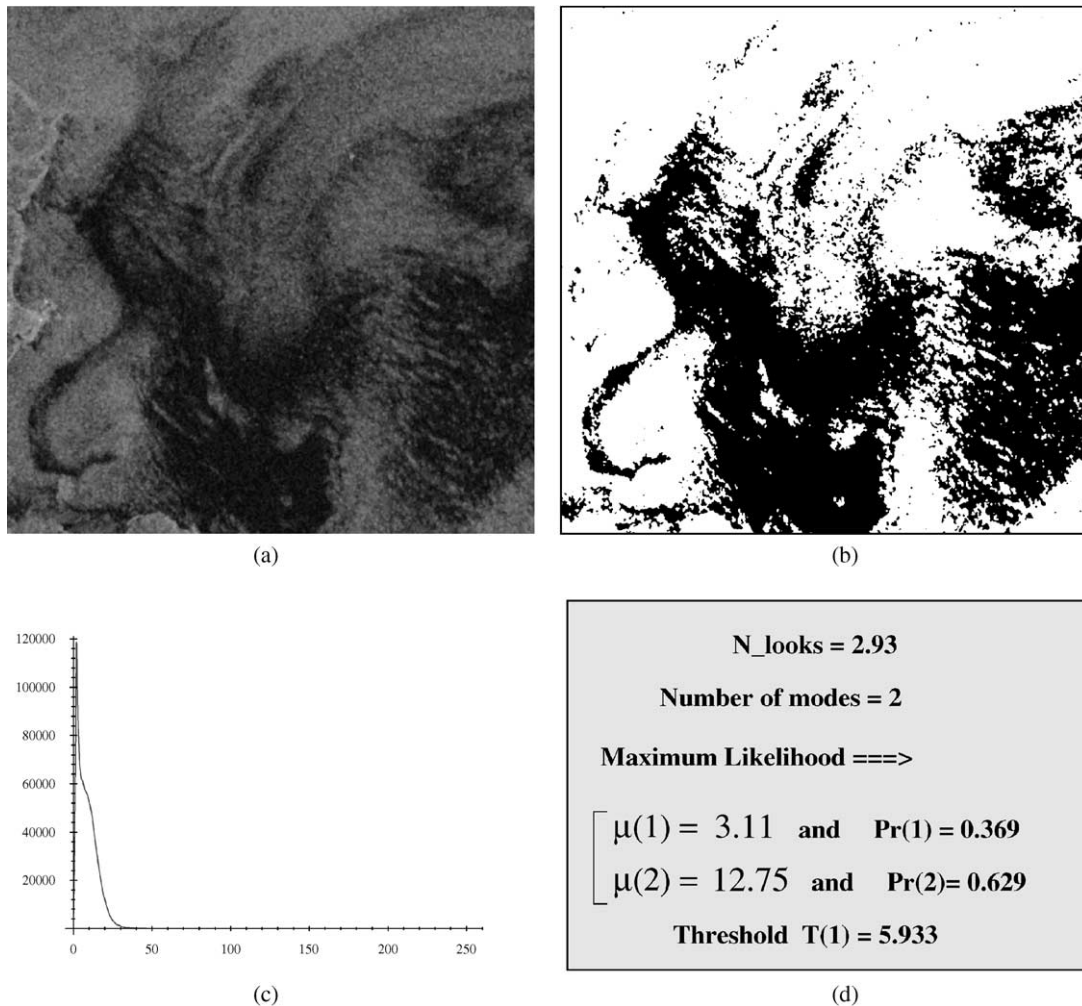 (a)
(b)
120000
100000
80000
60000
40000
20000
0
50
100
150
200
250
(c)
N_looks = 2.93
Number of modes = 2
Maximum Likelihood ===>
μ(1) = 3.11 and Pr(1) = 0.369
μ(2) = 12.75 and Pr(2)= 0.629
Threshold T(1) = 5.933
(d)